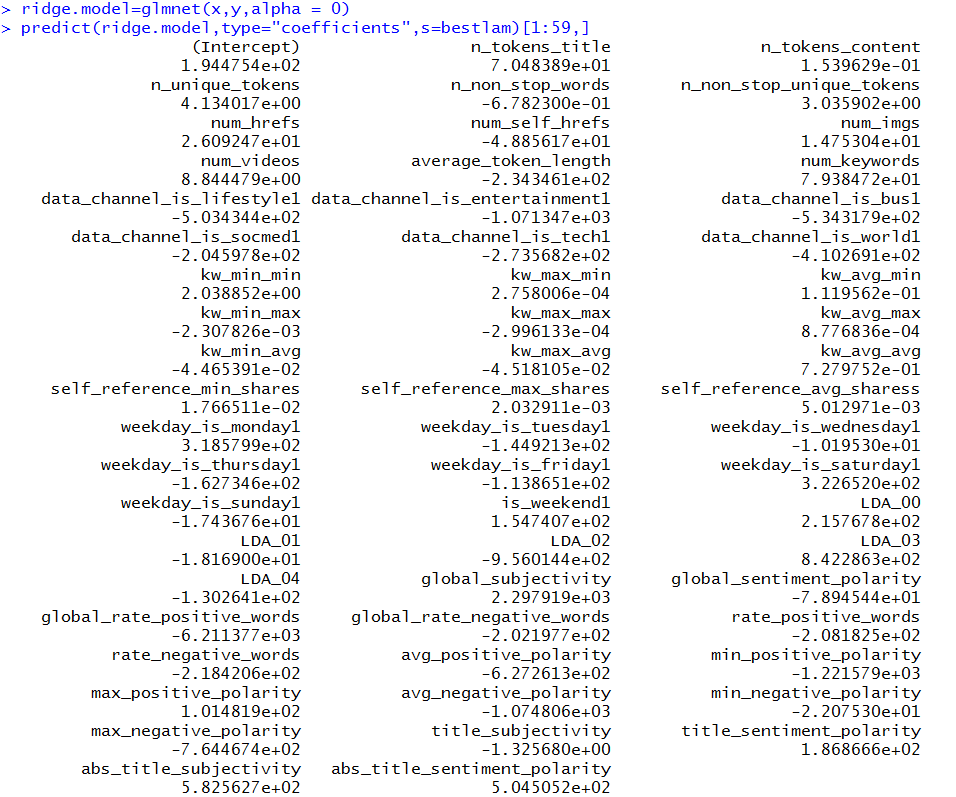 > ridge.model=glmnet(x,y,alpha = 0)
> predict(ridge.model,type="coefficients",s=bestlam)[1:59,]
(Intercept) n_tokens_title n_tokens_content
1.944754e+02 7.048389e+01 1.539629e-01
n_unique_tokens n_non_stop_words n_non_stop_unique_tokens
4.134017e+00 -6.782300e-01 3.035902e+00
num_hrefs num_self_hrefs num_imgs
2.609247e+01 -4.885617e+01 1.475304e+01
num_videos average_token_length num_keywords
8.844479e+00 -2.343461e+02 7.938472e+01
data_channel_is_lifestyle1 data_channel_is_entertainment1 data_channel_is_bus1
-5.034344e+02 -1.071347e+03 -5.343179e+02
data_channel_is_socmed1 data_channel_is_tech1 data_channel_is_world1
-2.045978e+02 -2.735682e+02 -4.102691e+02
kw_min_min kw_max_min kw_avg_min
2.038852e+00 2.758006e-04 1.119562e-01
kw_min_max kw_max_max kw_avg_max
-2.307826e-03 -2.996133e-04 8.776836e-04
kw_min_avg kw_max_avg kw_avg_avg
-4.465391e-02 -4.518105e-02 7.279752e-01
self_reference_min_shares self_reference_max_shares self_reference_avg_sharess
1.766511e-02 2.032911e-03 5.012971e-03
weekday_is_monday1 weekday_is_tuesday1 weekday_is_wednesday1
3.185799e+02 -1.449213e+02 -1.019530e+01
weekday_is_thursday1 weekday_is_friday1 weekday_is_saturday1
-1.627346e+02 -1.138651e+02 3.226520e+02
weekday_is_sunday1 is_weekend1 LDA_00
-1.743676e+01 1.547407e+02 2.157678e+02
LDA_01 LDA_02 LDA_03
-1.816900e+01 -9.560144e+02 8.422863e+02
LDA_04 global_subjectivity global_sentiment_polarity
-1.302641e+02 2.297919e+03 -7.894544e+01
global_rate_positive_words global_rate_negative_words rate_positive_words
-6.211377e+03 -2.021977e+02 -2.081825e+02
rate_negative_words avg_positive_polarity min_positive_polarity
-2.184206e+02 -6.272613e+02 -1.221579e+03
max_positive_polarity avg_negative_polarity min_negative_polarity
1.014819e+02 -1.074806e+03 -2.207530e+01
max_negative_polarity title_subjectivity title_sentiment_polarity
-7.644674e+02 -1.325680e+00 1.868666e+02
abs_title_subjectivity abs_title_sentiment_polarity
5.825627e+02 5.045052e+02